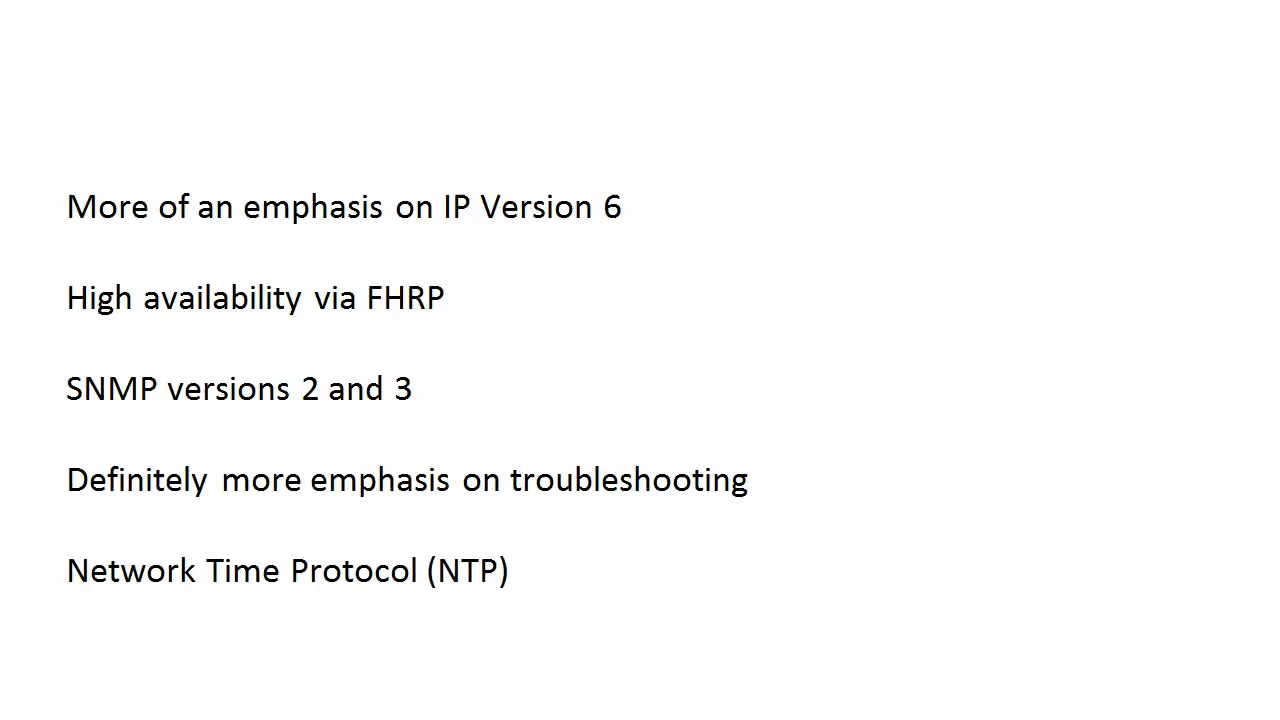 More of an emphasis on IP Version 6
High availability via FHRP
SNMP versions 2 and 3
Definitely more emphasis on troubleshooting
Network Time Protocol (NTP)